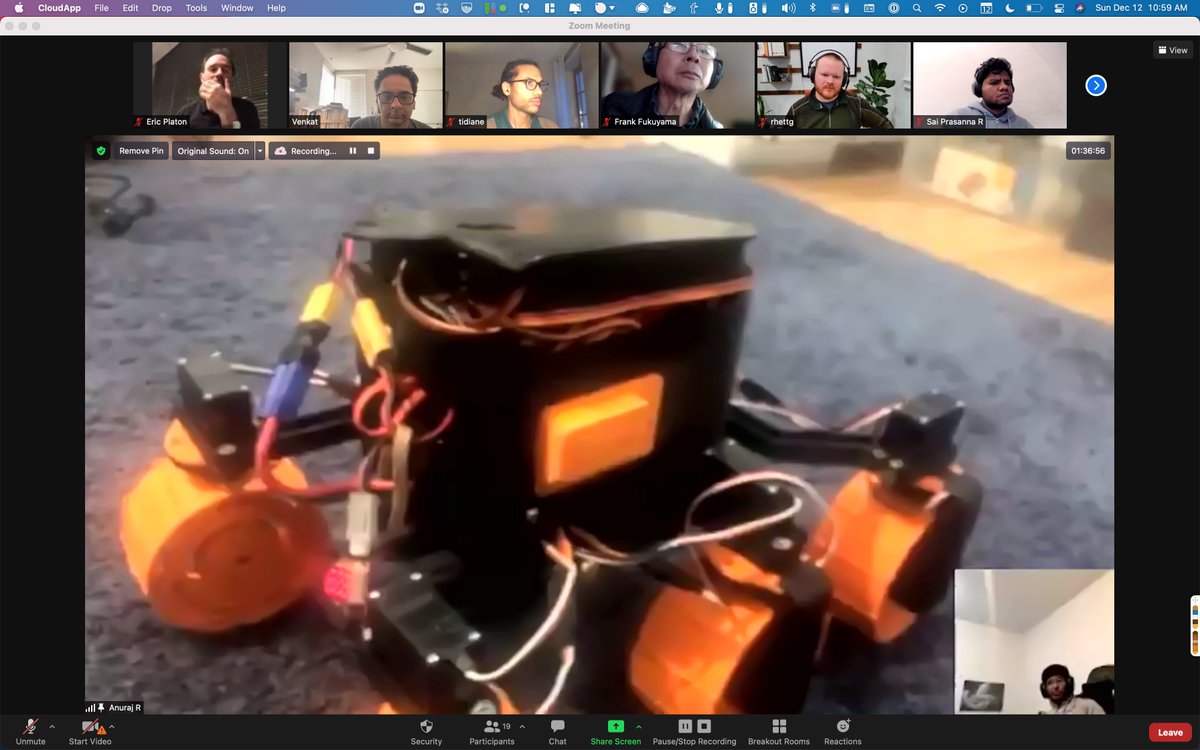 CloudApp File Edit Drop Tools Window Help 12 Sun Dec 12 10:59 AM
Zoom Meeting
View
Eric Platon Venkat tidiane Frank Fukuyama rhettg Sai Prasanna R
Remove Pin Original Sound: On Recording... 01:36:56
Anuraj R
19
Unmute Start Video Security Participants Chat Share Screen Pause/Stop Recording Breakout Rooms Reactions Leave